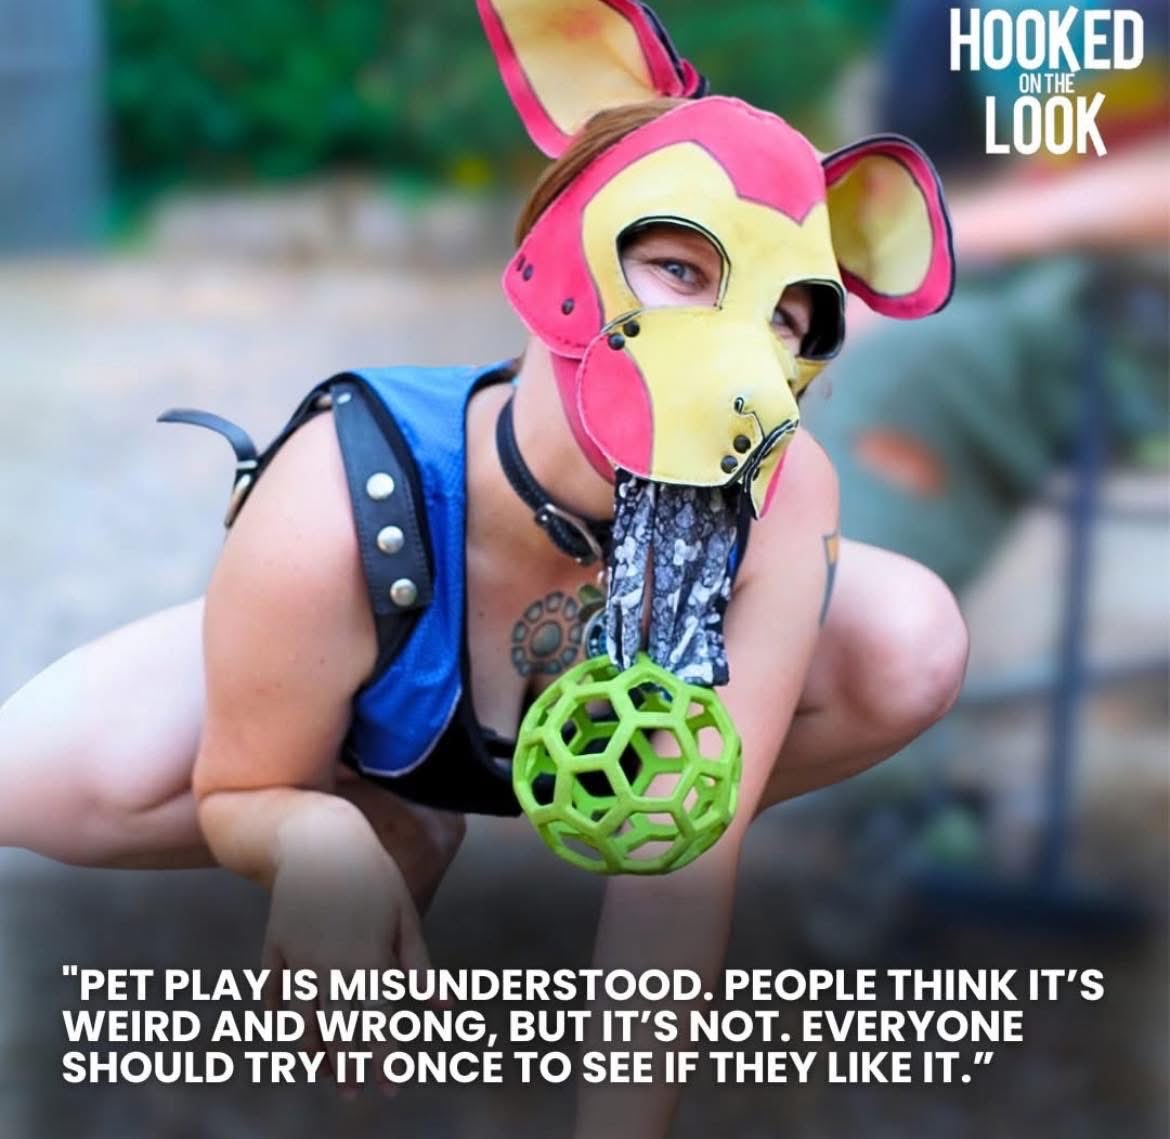 HOOKED
ON THE
LOOK
"PET PLAY IS MISUNDERSTOOD. PEOPLE THINK IT’S
WEIRD AND WRONG, BUT IT’S NOT. EVERYONE
SHOULD TRY IT ONCE TO SEE IF THEY LIKE IT.”